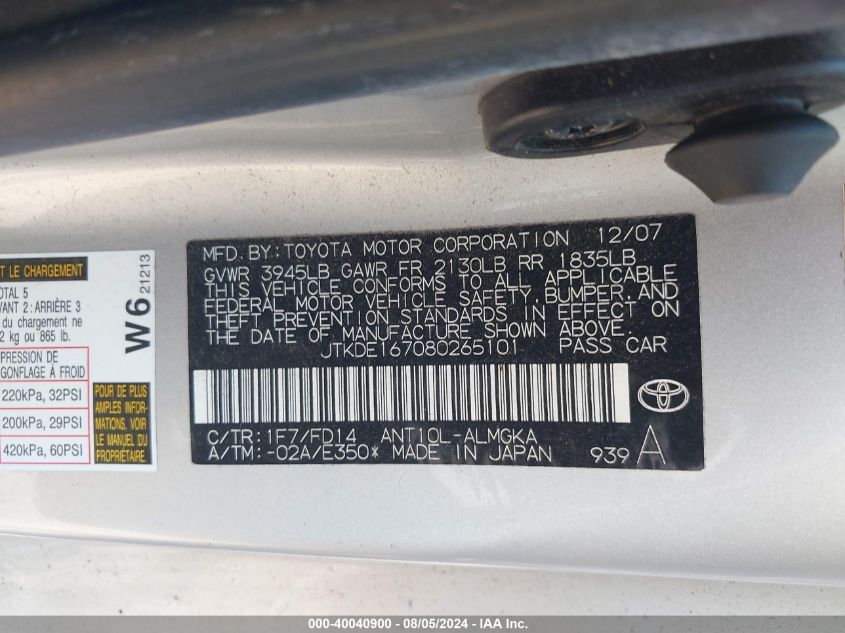 T LE CHARGEMENT
OTAL 5
VANT 2 : ARRIÈRE 3
du chargement ne
2 kg ou 865 lb.
PRESSION DE
GONFLAGE À FROID
220kPa, 32PSI
200kPa, 29PSI
420kPa, 60PSI
W6 21213
POUR DE PLUS
AMPLES INFOR-
MATIONS, VOIR
LE MANUEL DU
PROPRIÉTAIRE.
MFD. BY: TOYOTA MOTOR CORPORATION 12/07
GVWR 3945LB GAWR FR 2130LB RR 1835LB
THIS VEHICLE CONFORMS TO ALL APPLICABLE
FEDERAL MOTOR VEHICLE SAFETY, BUMPER, AND
THEFT PREVENTION STANDARDS IN EFFECT ON
THE DATE OF MANUFACTURE SHOWN ABOVE.
JTKDE167080265101 PASS CAR
C/TR: 1F7/FD14 ANT10L-ALMGKA
A/TM: -02A/E350* MADE IN JAPAN 939 A
000-40040900 - 08/05/2024 - IAA Inc.